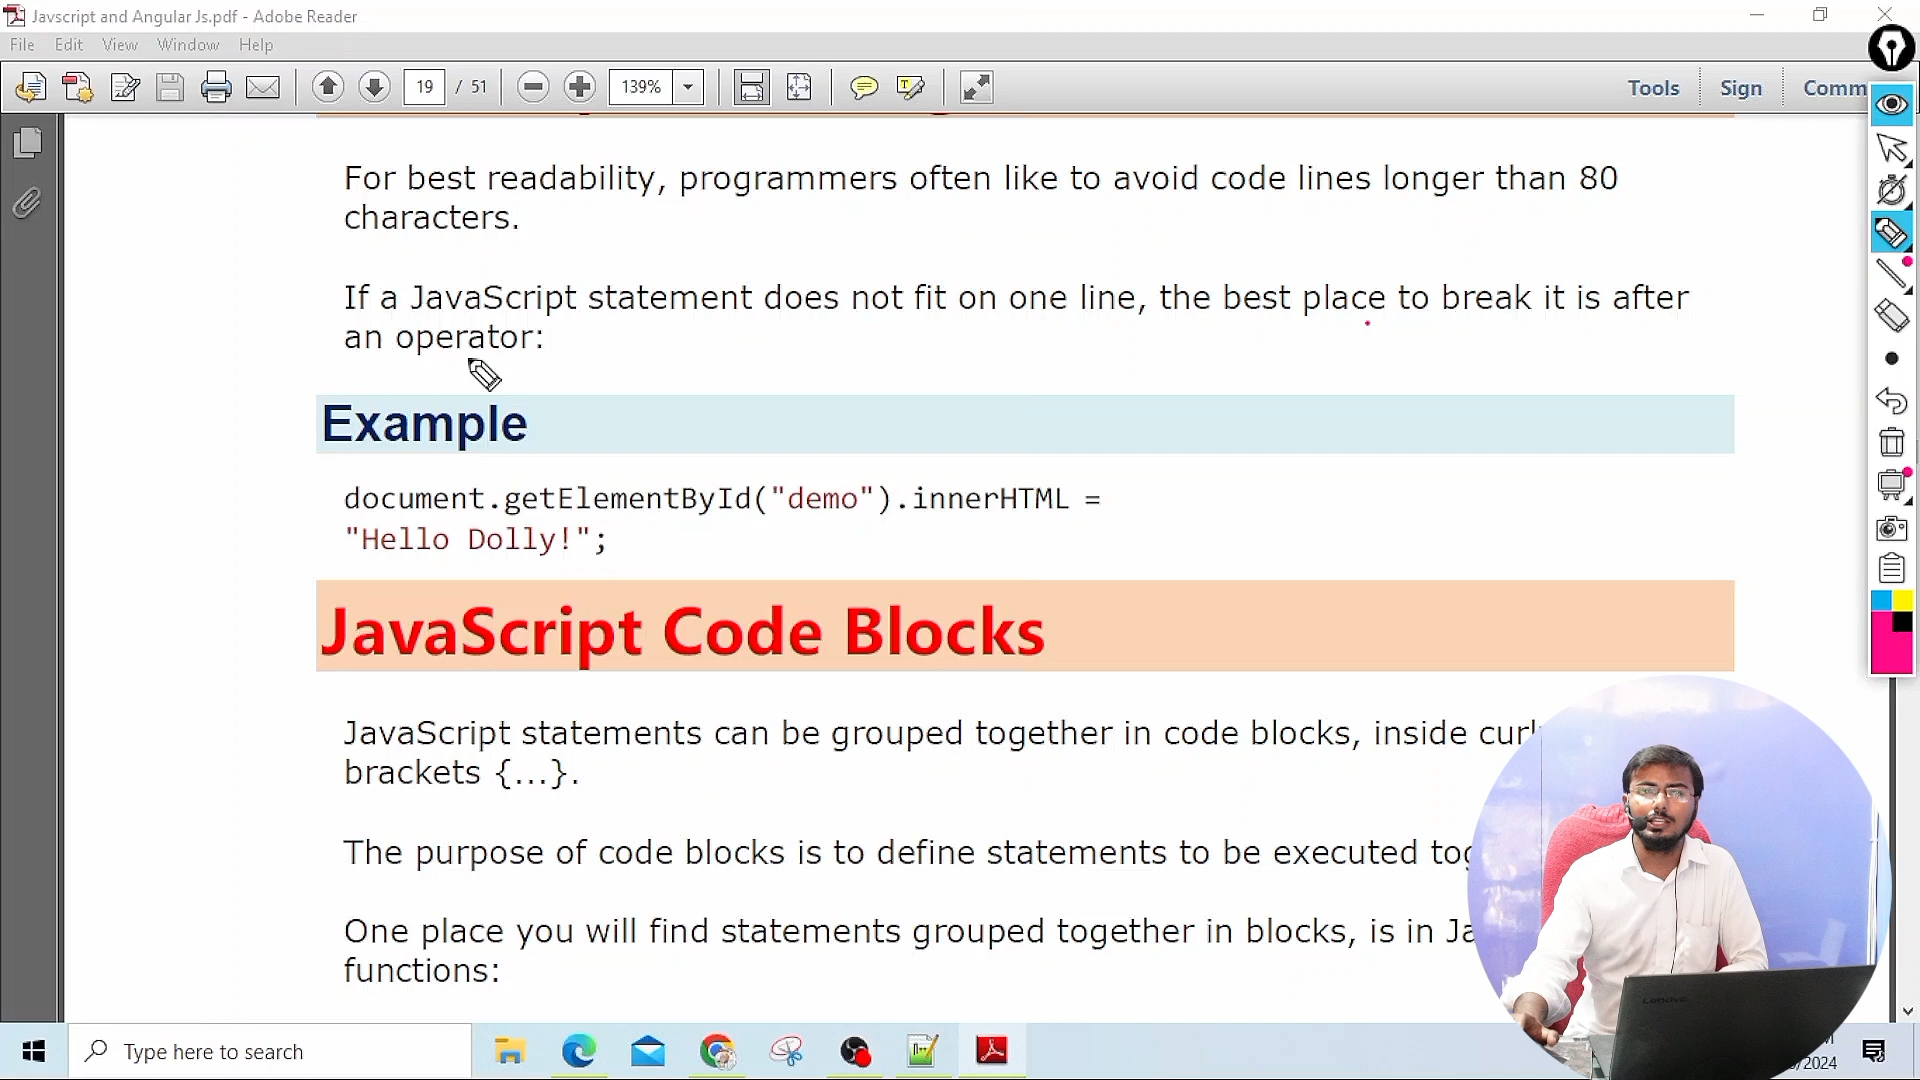 Javscript and Angular Js.pdf - Adobe Reader
File Edit View Window Help
19 / 51 139% Tools Sign Comm
For best readability, programmers often like to avoid code lines longer than 80
characters.
If a JavaScript statement does not fit on one line, the best place to break it is after
an operator:
Example
document.getElementById("demo").innerHTML =
"Hello Dolly!";
JavaScript Code Blocks
JavaScript statements can be grouped together in code blocks, inside curl
brackets {...}.
The purpose of code blocks is to define statements to be executed tog
One place you will find statements grouped together in blocks, is in Ja
functions:
Lenovo
Type here to search
/2024